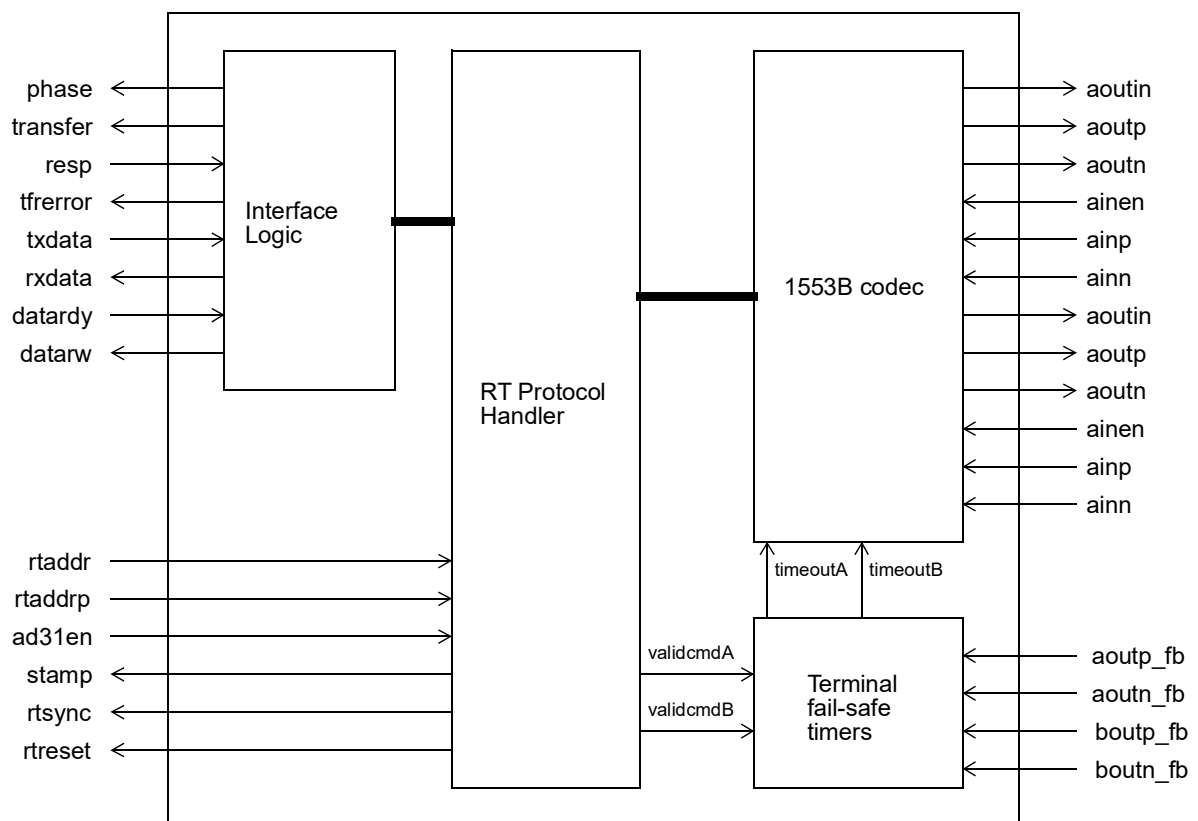 phase
transfer
resp
tfrerror
txdata
rxdata
datardy
datarw
Interface
Logic
RT Protocol
Handler
1553B codec
aoutin
aoutp
aoutn
ainen
ainp
ainn
aoutin
aoutp
aoutn
ainen
ainp
ainn
rtaddr
rtaddrp
ad31en
stamp
rtsync
rtreset
timeoutA
timeoutB
validcmdA
validcmdB
Terminal
fail-safe
timers
aoutp_fb
aoutn_fb
boutp_fb
boutn_fb